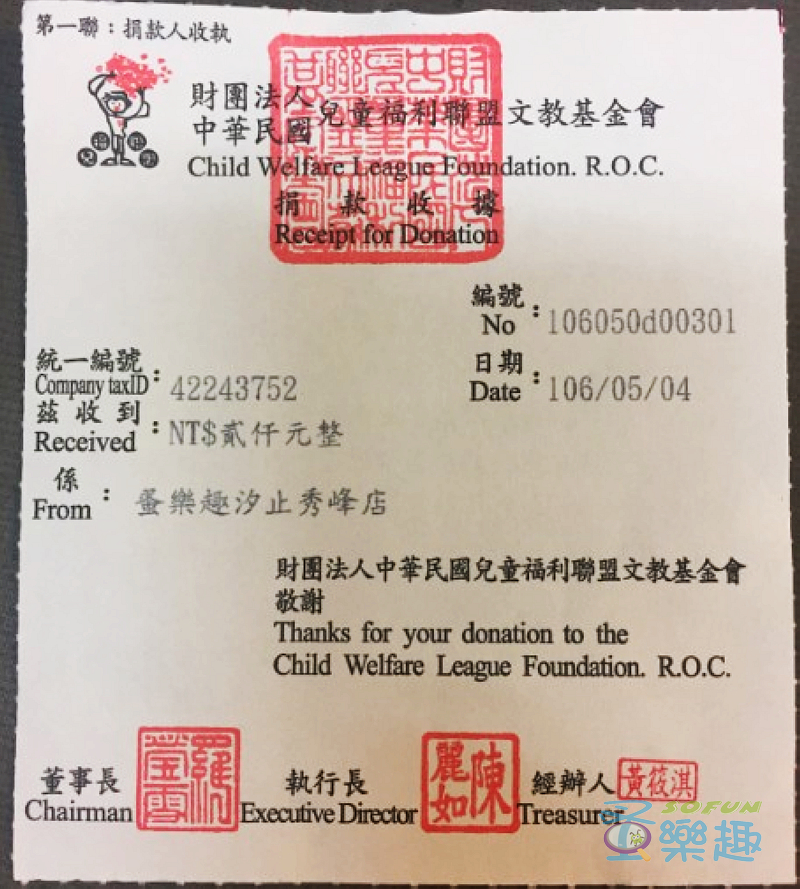 第一聯：捐款人收執
財團法人
中華民國兒童福利聯盟文教基金會
Child Welfare League Foundation. R.O.C.
捐款收據
Receipt for Donation
編號
No : 106050d00301
統一編號
Company taxID : 42243752
日期
Date : 106/05/04
茲收到
Received : NT$貳仟元整
係
From : 蛋樂趣汐止秀峰店
財團法人中華民國兒童福利聯盟文教基金會
敬謝
Thanks for your donation to the
Child Welfare League Foundation. R.O.C.
董事長
Chairman
執行長
Executive Director
陳麗如
經辦人
Treasurer
黃筱淇
SOFUN
蛋樂趣